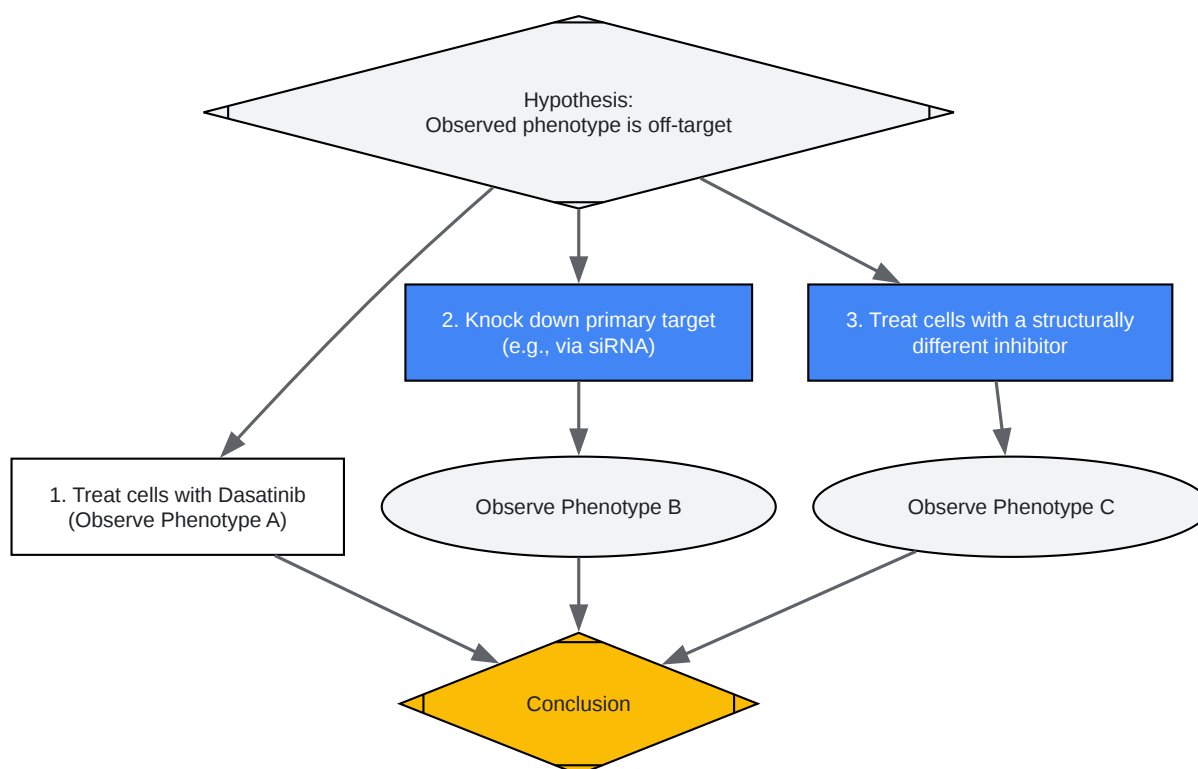 Hypothesis:
Observed phenotype is off-target
2. Knock down primary target
(e.g., via siRNA)
3. Treat cells with a structurally
different inhibitor
1. Treat cells with Dasatinib
(Observe Phenotype A)
Observe Phenotype B
Observe Phenotype C
Conclusion